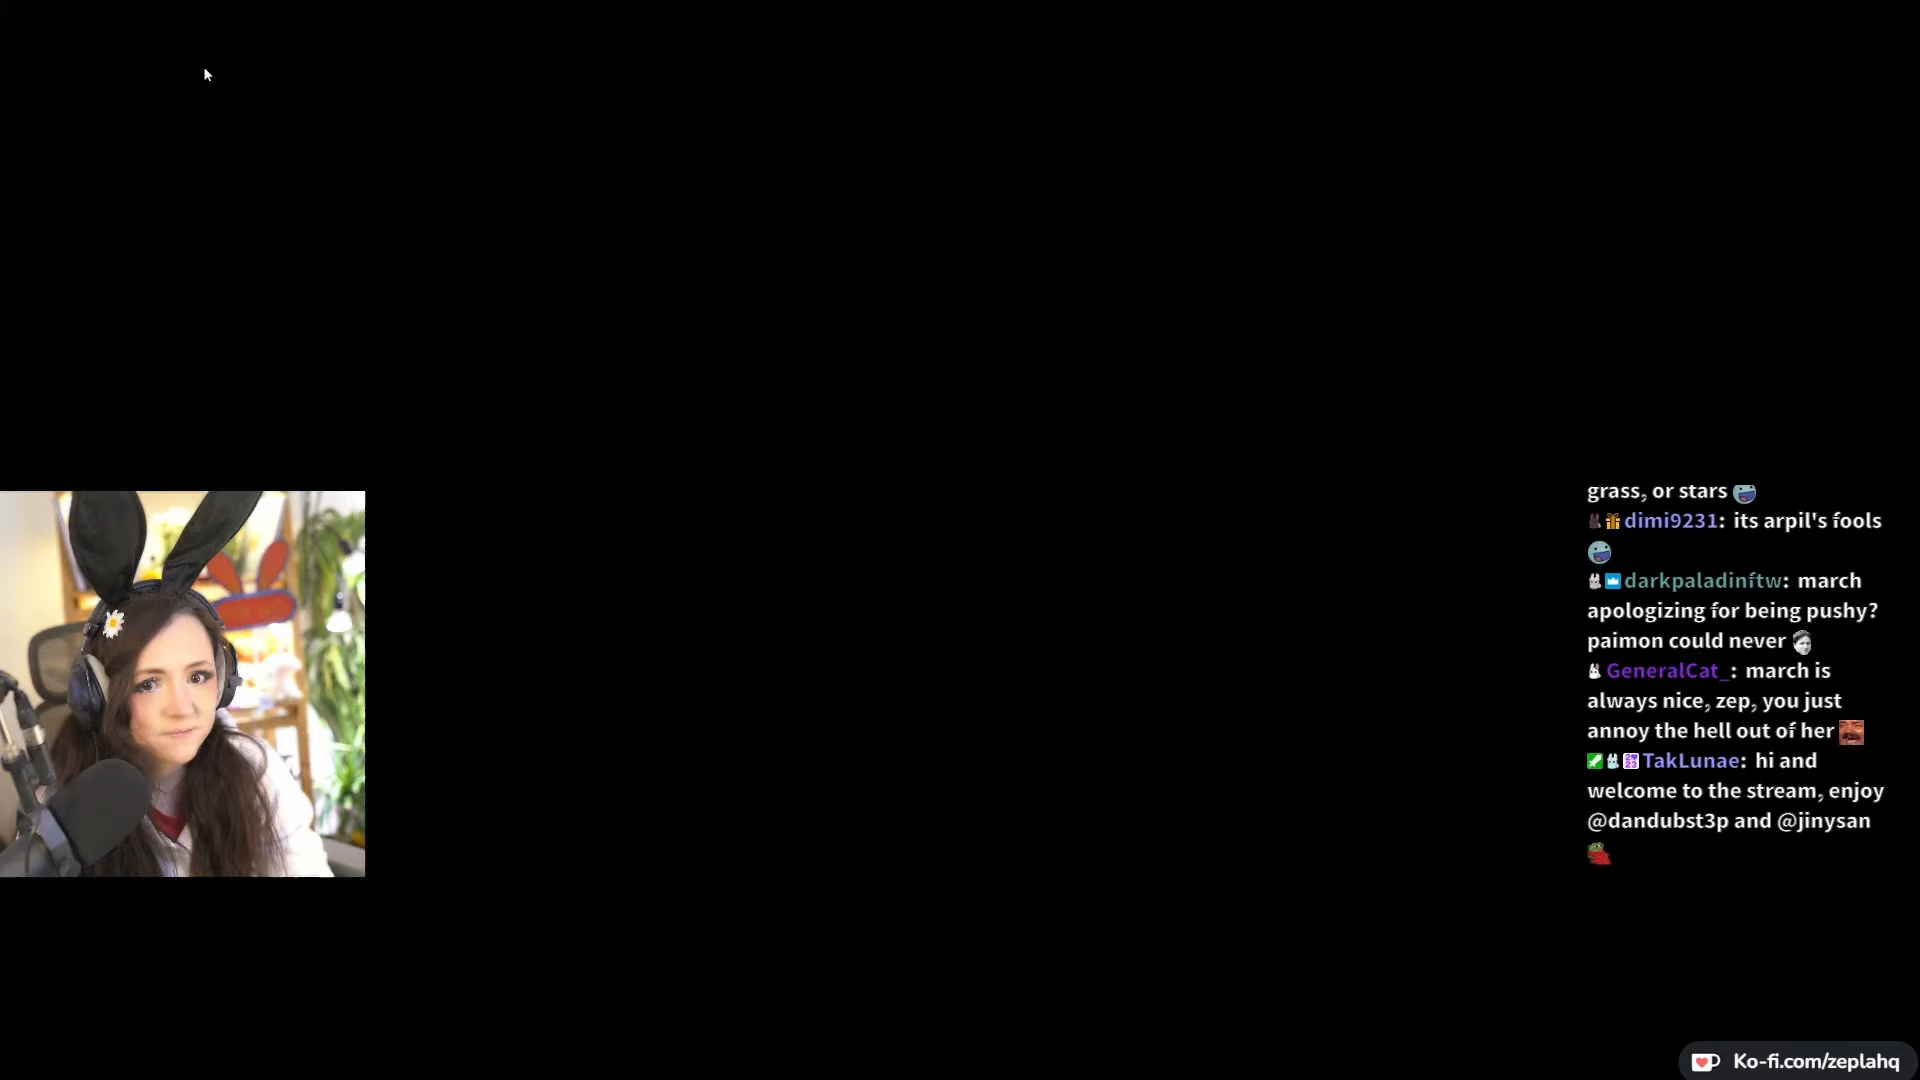 grass, or stars
dimi9231: its arpil's fools
darkpaladinftw: march
apologizing for being pushy?
paimon could never
GeneralCat_: march is
always nice, zep, you just
annoy the hell out of her
TakLunae: hi and
welcome to the stream, enjoy
@dandubst3p and @jinysan
Ko-fi.com/zeplahq